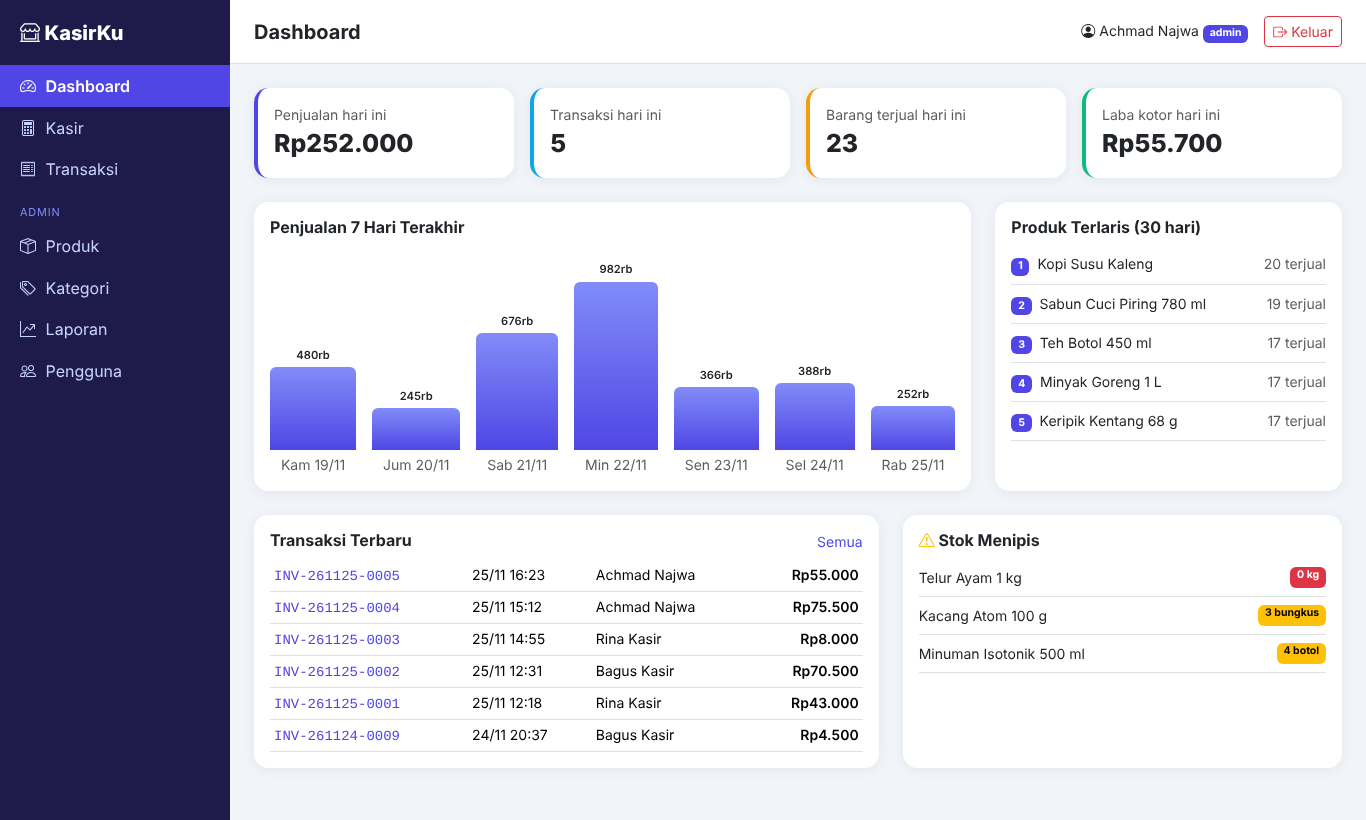 KasirKu
Dashboard
Kasir
Transaksi
ADMIN
Produk
Kategori
Laporan
Pengguna
Dashboard
Achmad Najwa admin
Keluar
Penjualan hari ini
Rp252.000
Transaksi hari ini
5
Barang terjual hari ini
23
Laba kotor hari ini
Rp55.700
Penjualan 7 Hari Terakhir
480rb 245rb 676rb 982rb 366rb 388rb 252rb
Kam 19/11 Jum 20/11 Sab 21/11 Min 22/11 Sen 23/11 Sel 24/11 Rab 25/11
Produk Terlaris (30 hari)
1 Kopi Susu Kaleng 20 terjual
2 Sabun Cuci Piring 780 ml 19 terjual
3 Teh Botol 450 ml 17 terjual
4 Minyak Goreng 1 L 17 terjual
5 Keripik Kentang 68 g 17 terjual
Transaksi Terbaru Semua
INV-261125-0005 25/11 16:23 Achmad Najwa Rp55.000
INV-261125-0004 25/11 15:12 Achmad Najwa Rp75.500
INV-261125-0003 25/11 14:55 Rina Kasir Rp8.000
INV-261125-0002 25/11 12:31 Bagus Kasir Rp70.500
INV-261125-0001 25/11 12:18 Rina Kasir Rp43.000
INV-261124-0009 24/11 20:37 Bagus Kasir Rp4.500
Stok Menipis
Telur Ayam 1 kg 0 kg
Kacang Atom 100 g 3 bungkus
Minuman Isotonik 500 ml 4 botol